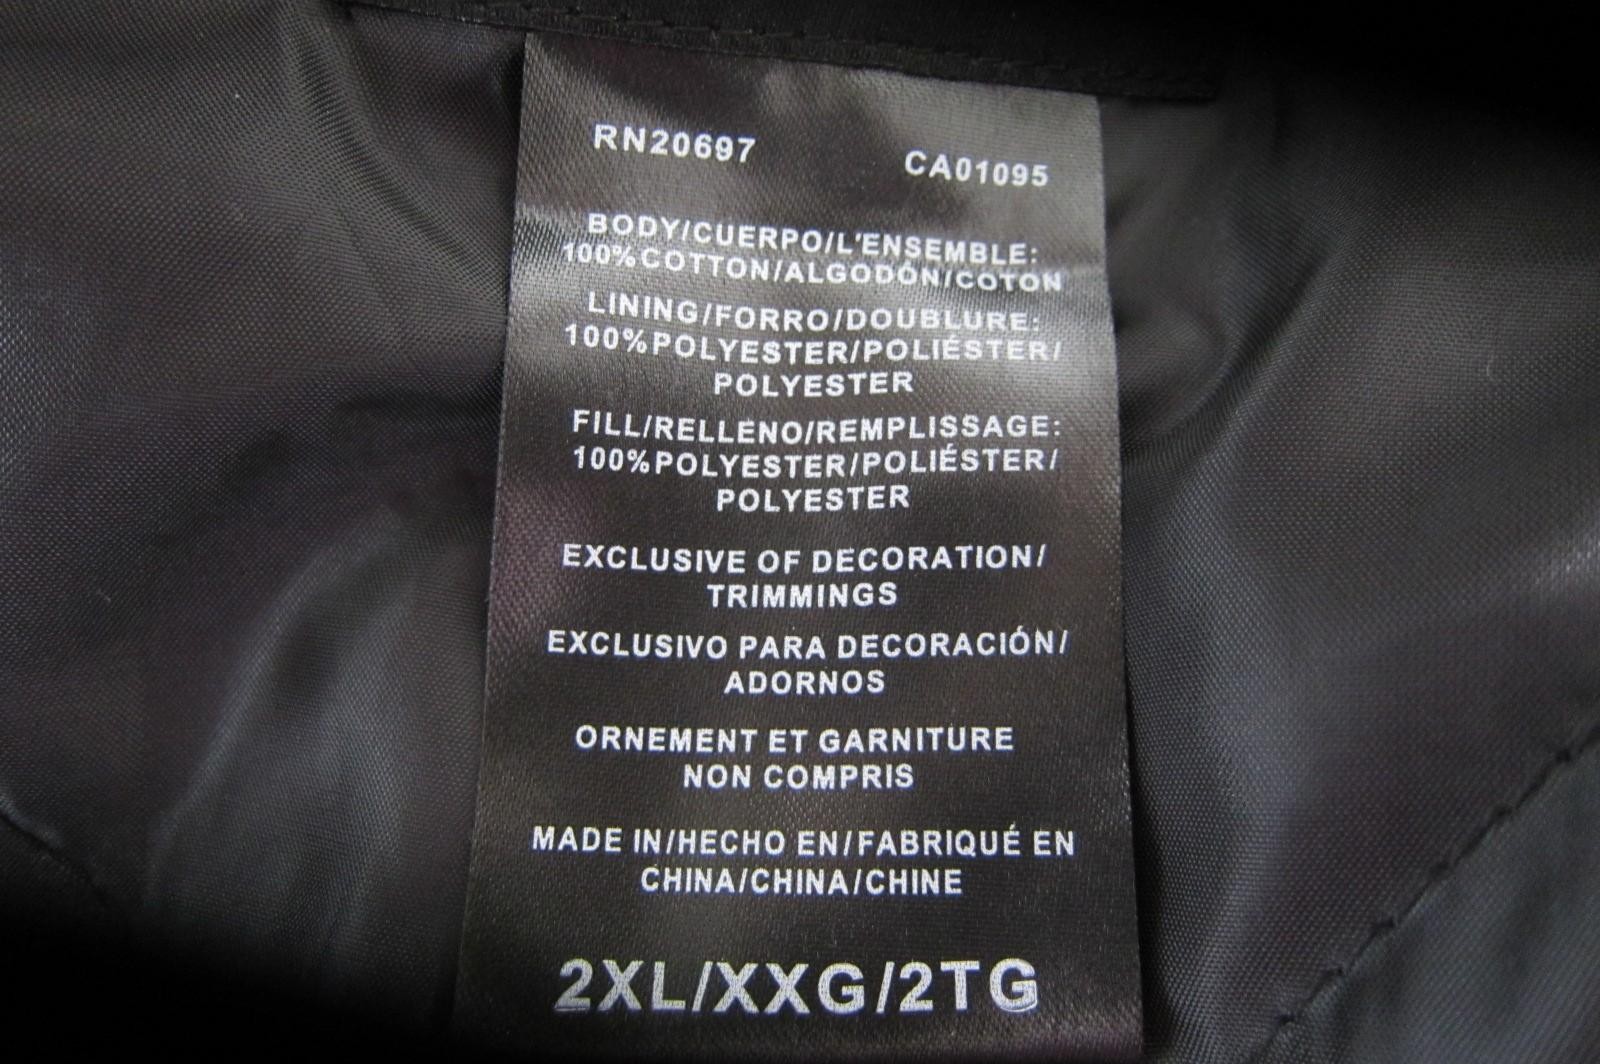 RN20697 CA01095
BODY/CUERPO/L'ENSEMBLE:
100%COTTON/ALGODÓN/COTON
LINING/FORRO/DOUBLURE:
100%POLYESTER/POLIÉSTER/
POLYESTER
FILL/RELLENO/REMPLISSAGE:
100%POLYESTER/POLIÉSTER/
POLYESTER
EXCLUSIVE OF DECORATION/
TRIMMINGS
EXCLUSIVO PARA DECORACIÓN/
ADORNOS
ORNEMENT ET GARNITURE
NON COMPRIS
MADE IN/HECHO EN/FABRIQUÉ EN
CHINA/CHINA/CHINE
2XL/XXG/2TG